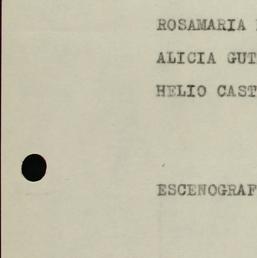 ROSAMARIA
ALICIA GUT
HELIO CAST
ESCENOGRAF